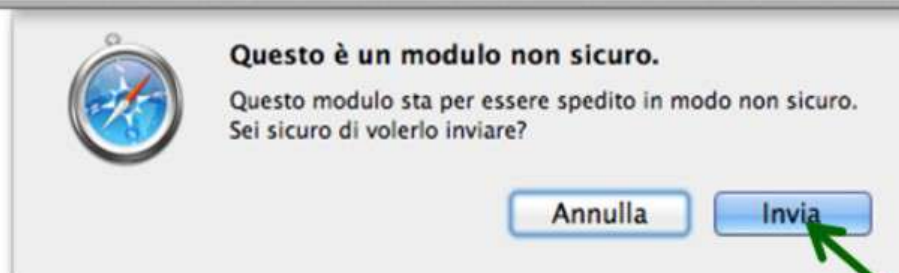 Questo è un modulo non sicuro.
Questo modulo sta per essere spedito in modo non sicuro.
Sei sicuro di volerlo inviare?
Annulla Invia